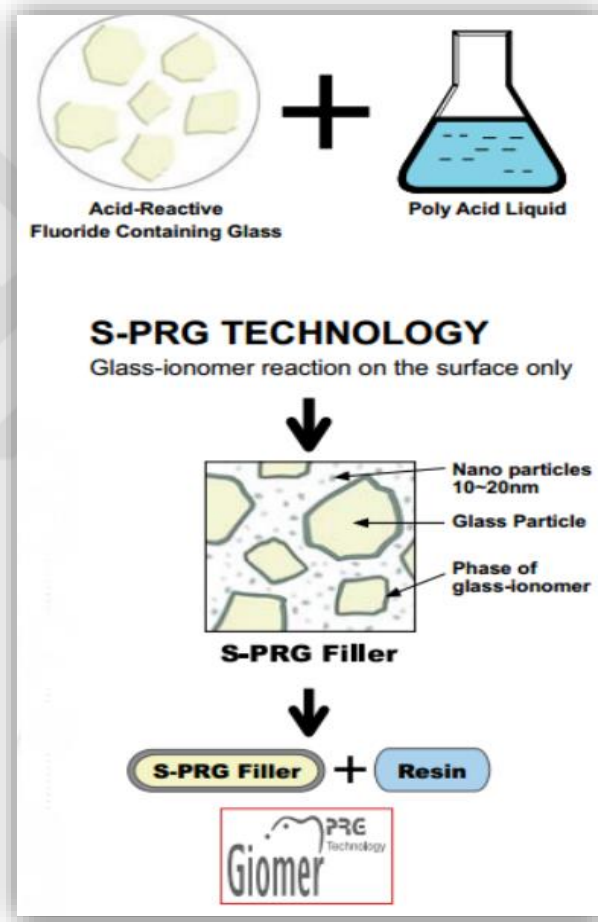 Acid-Reactive
Fluoride Containing Glass
Poly Acid Liquid
S-PRG TECHNOLOGY
Glass-ionomer reaction on the surface only
Nano particles
10~20nm
Glass Particle
Phase of
glass-ionomer
S-PRG Filler
S-PRG Filler + Resin
PRG
Technology
Giomer